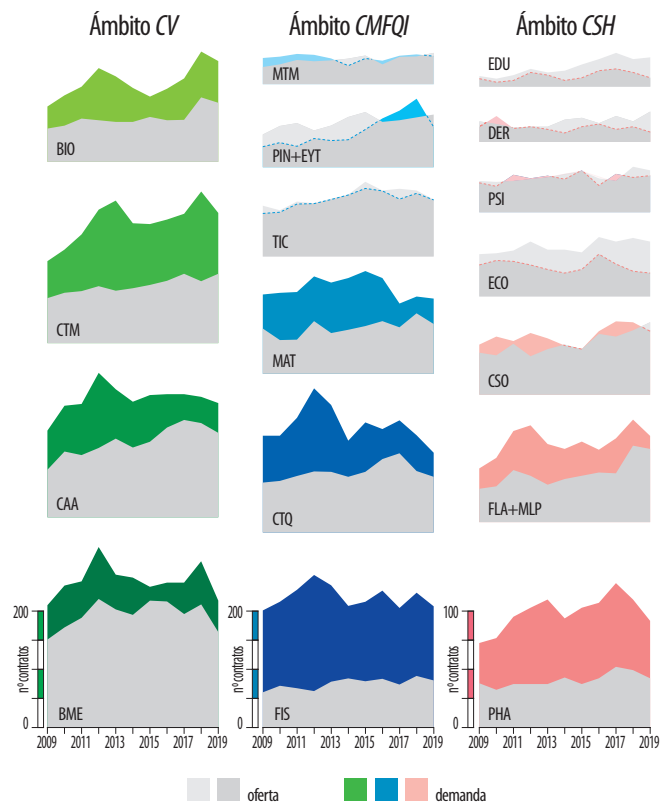 Ámbito CV
Ámbito CMFQI
Ámbito CSH
BIO
CTM
CAA
BME
200
nº contratos
0
2009 2011 2013 2015 2017 2019
MTM
PIN+EYT
TIC
MAT
CTQ
FIS
200
nº contratos
0
2009 2011 2013 2015 2017 2019
EDU
DER
PSI
ECO
CSO
FLA+MLP
PHA
100
nº contratos
0
2009 2011 2013 2015 2017 2019
oferta
demanda